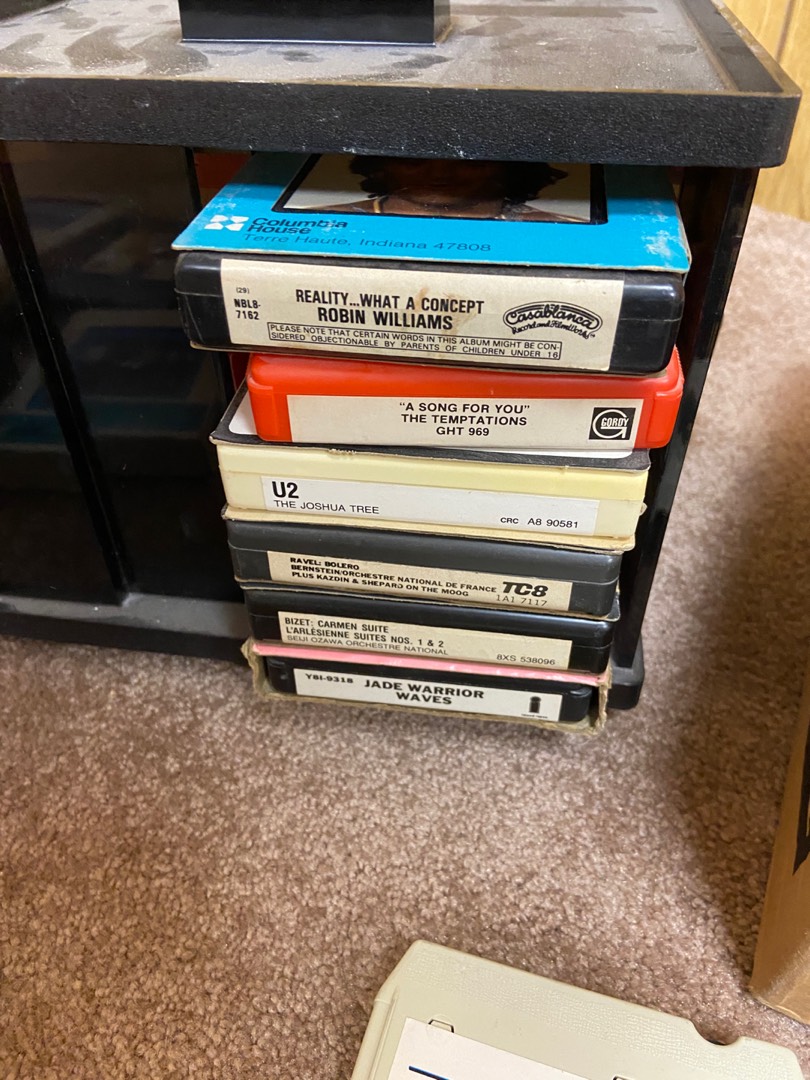 Columbia
House
Terre Haute, Indiana 47808
(29)
NBL8-
7162
REALITY...WHAT A CONCEPT
ROBIN WILLIAMS
PLEASE NOTE THAT CERTAIN WORDS IN THIS ALBUM MIGHT BE CON-
SIDERED OBJECTIONABLE BY PARENTS OF CHILDREN UNDER 16
Casablanca
Record and FilmWorks
"A SONG FOR YOU"
THE TEMPTATIONS
GHT 969
GORDY
U2
THE JOSHUA TREE
CRC A8 90581
RAVEL: BOLERO
BERNSTEIN/ORCHESTRE NATIONAL DE FRANCE
PLUS KAZDIN & SHEPARD ON THE MOOG
TC8
1A1 7117
BIZET: CARMEN SUITE
L'ARLÉSIENNE SUITES NOS. 1 & 2
SEIJI OZAWA ORCHESTRE NATIONAL
8XS 538096
Y8I-9318 JADE WARRIOR
WAVES